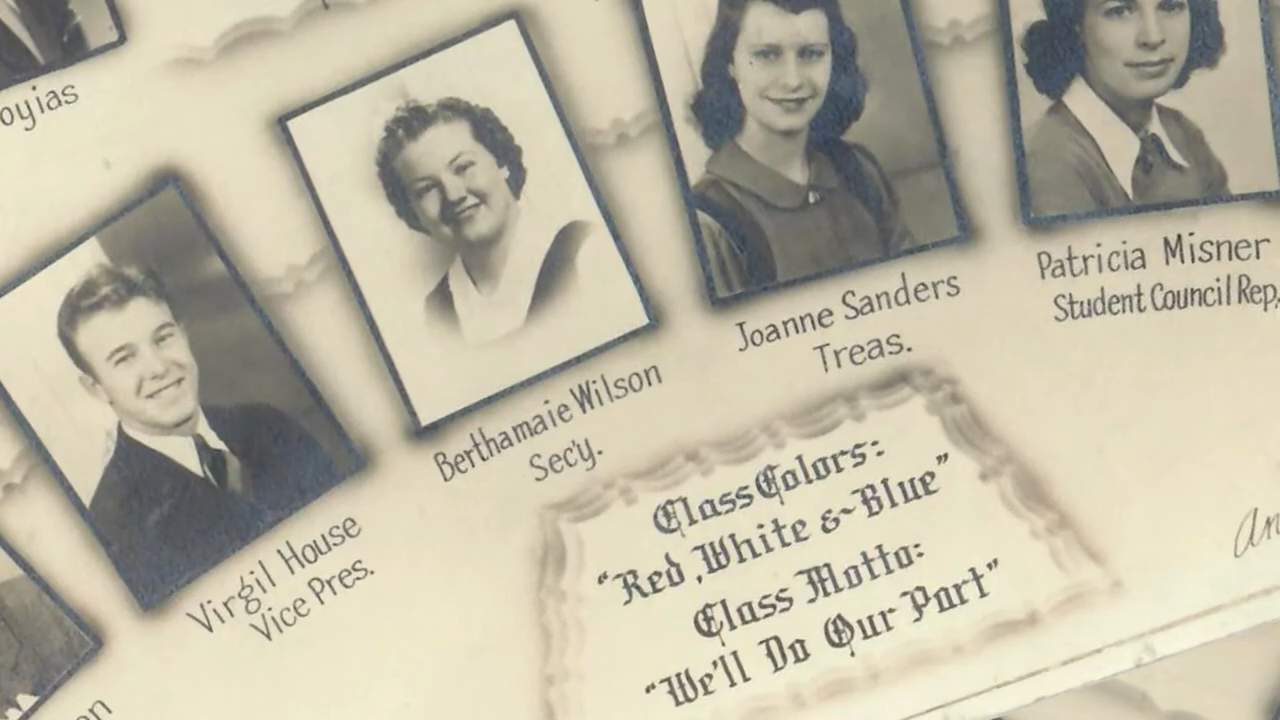 oyias
Virgil House
Vice Pres.
Berthamaie Wilson
Sec'y.
Joanne Sanders
Treas.
Patricia Misner
Student Council Rep.
Class Colors:
"Red, White & Blue"
Class Motto:
"We'll Do Our Part"